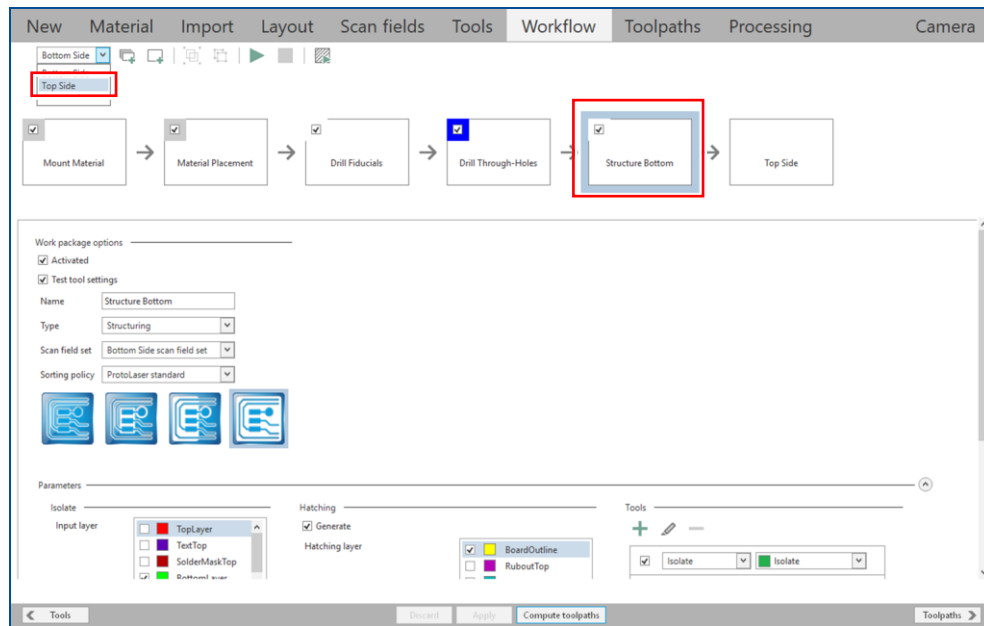 New Material Import Layout Scan fields Tools Workflow Toolpaths Processing Camera
Bottom Side
Top Side
Mount Material
Material Placement
Drill Fiducials
Drill Through-Holes
Structure Bottom
Top Side
Work package options
Activated
Test tool settings
Name Structure Bottom
Type Structuring
Scan field set Bottom Side scan field set
Sorting policy ProtoLaser standard
Parameters
Isolate
Input layer
TopLayer
TextTop
SolderMaskTop
BottomLayer
Hatching
Generate
Hatching layer
BoardOutline
RuboutTop
Tools
Isolate Isolate
Tools Discard Apply Compute toolpaths Toolpaths